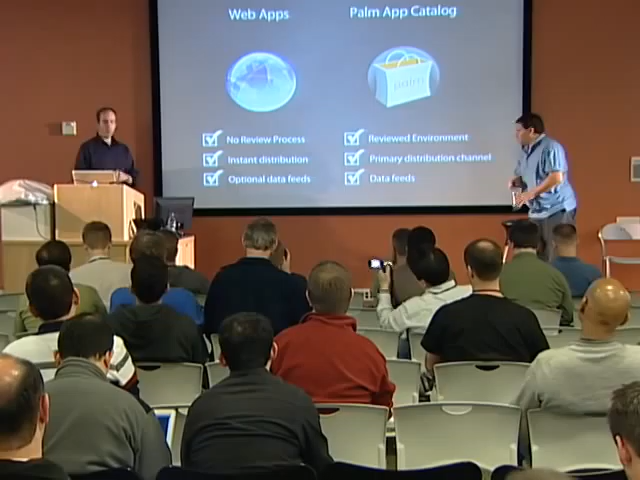 Web Apps
Palm App Catalog
No Review Process
Instant distribution
Optional data feeds
Reviewed Environment
Primary distribution channel
Data feeds